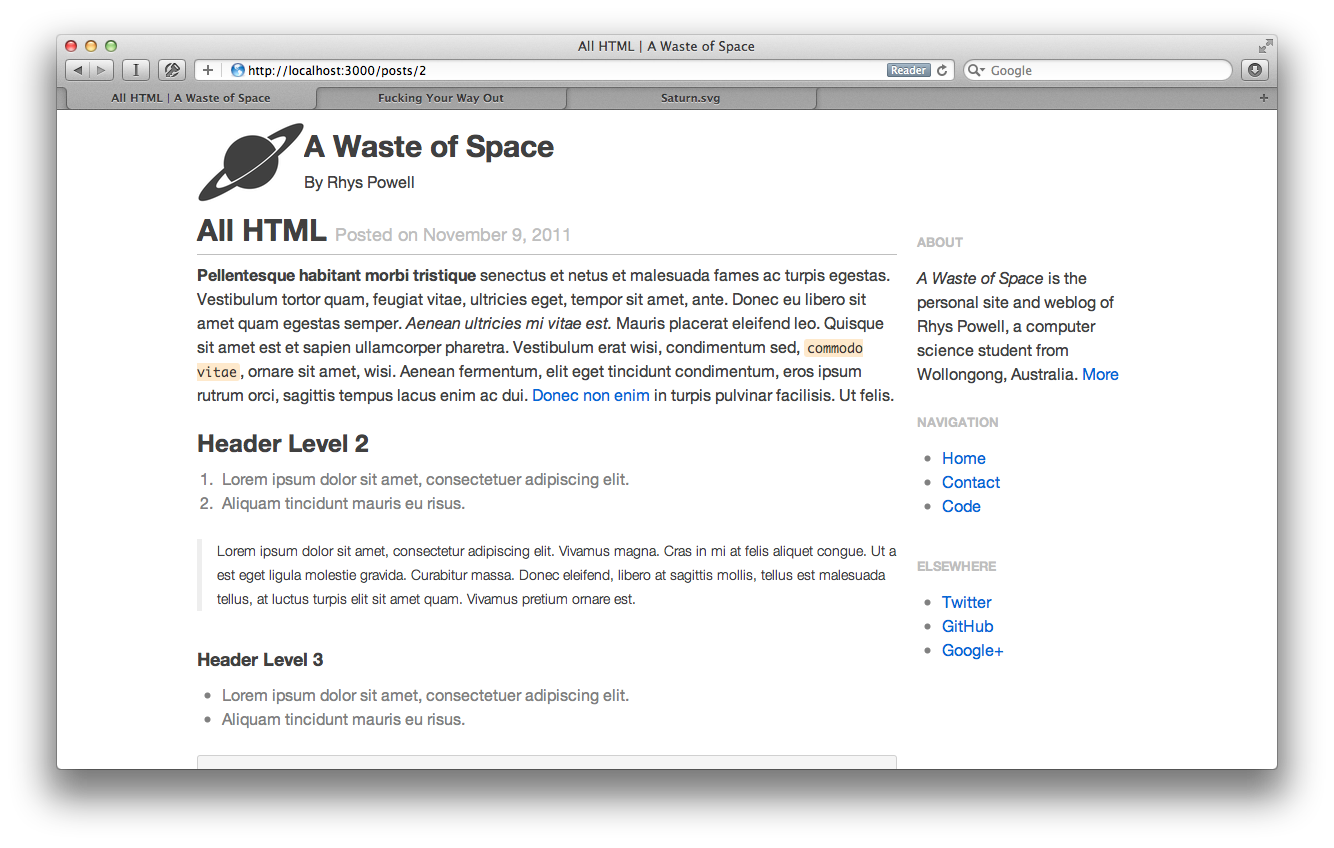 All HTML | A Waste of Space
http://localhost:3000/posts/2
Reader
Google
All HTML | A Waste of Space
Fucking Your Way Out
Saturn.svg
A Waste of Space
By Rhys Powell
All HTML Posted on November 9, 2011
Pellentesque habitant morbi tristique senectus et netus et malesuada fames ac turpis egestas.
Vestibulum tortor quam, feugiat vitae, ultricies eget, tempor sit amet, ante. Donec eu libero sit
amet quam egestas semper. Aenean ultricies mi vitae est. Mauris placerat eleifend leo. Quisque
sit amet est et sapien ullamcorper pharetra. Vestibulum erat wisi, condimentum sed, commodo
vitae, ornare sit amet, wisi. Aenean fermentum, elit eget tincidunt condimentum, eros ipsum
rutrum orci, sagittis tempus lacus enim ac dui. Donec non enim in turpis pulvinar facilisis. Ut felis.
Header Level 2
1. Lorem ipsum dolor sit amet, consectetuer adipiscing elit.
2. Aliquam tincidunt mauris eu risus.
Lorem ipsum dolor sit amet, consectetur adipiscing elit. Vivamus magna. Cras in mi at felis aliquet congue. Ut a
est eget ligula molestie gravida. Curabitur massa. Donec eleifend, libero at sagittis mollis, tellus est malesuada
tellus, at luctus turpis elit sit amet quam. Vivamus pretium ornare est.
Header Level 3
• Lorem ipsum dolor sit amet, consectetuer adipiscing elit.
• Aliquam tincidunt mauris eu risus.
ABOUT
A Waste of Space is the
personal site and weblog of
Rhys Powell, a computer
science student from
Wollongong, Australia. More
NAVIGATION
• Home
• Contact
• Code
ELSEWHERE
• Twitter
• GitHub
• Google+